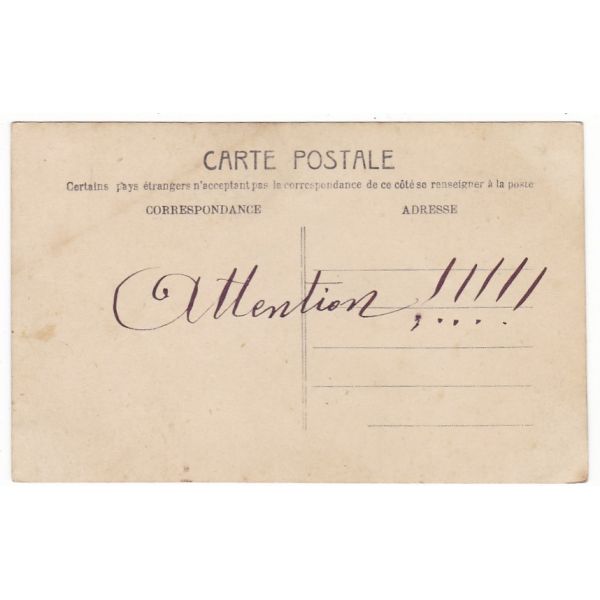 CARTE POSTALE
Certains pays étrangers n'acceptant pas la correspondance de ce côté se renseigner à la poste
CORRESPONDANCE ADRESSE
Attention !!!!!